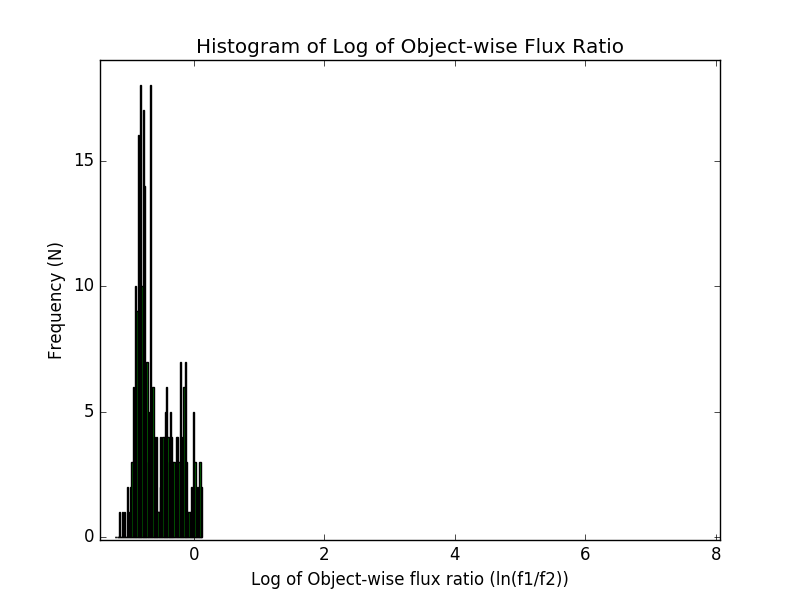 Histogram of Log of Object-wise Flux Ratio
Frequency (N)
15
10
5
0
0 2 4 6 8
Log of Object-wise flux ratio (ln(f1/f2))